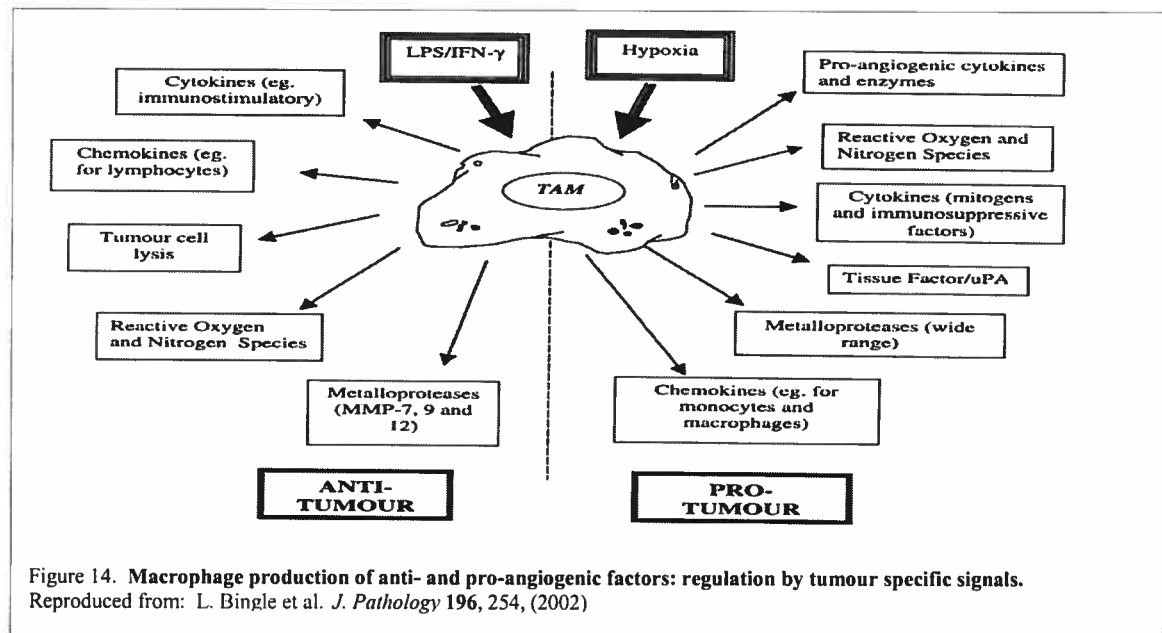 LPS/IFN-γ
Hypoxia
Cytokines (eg.
immunostimulatory)
Chemokines (eg.
for lymphocytes)
Tumour cell
lysis
Reactive Oxygen
and Nitrogen Species
Metalloproteases
(MMP-7, 9 and
12)
TAM
Pro-angiogenic cytokines
and enzymes
Reactive Oxygen and
Nitrogen Species
Cytokines (mitogens
and immunosuppressive
factors)
Tissue Factor/uPA
Metalloproteases (wide
range)
Chemokines (eg. for
monocytes and
macrophages)
ANTI-
TUMOUR
PRO-
TUMOUR
Figure 14. Macrophage production of anti- and pro-angiogenic factors: regulation by tumour specific signals.
Reproduced from: L. Bingle et al. J. Pathology 196, 254, (2002)